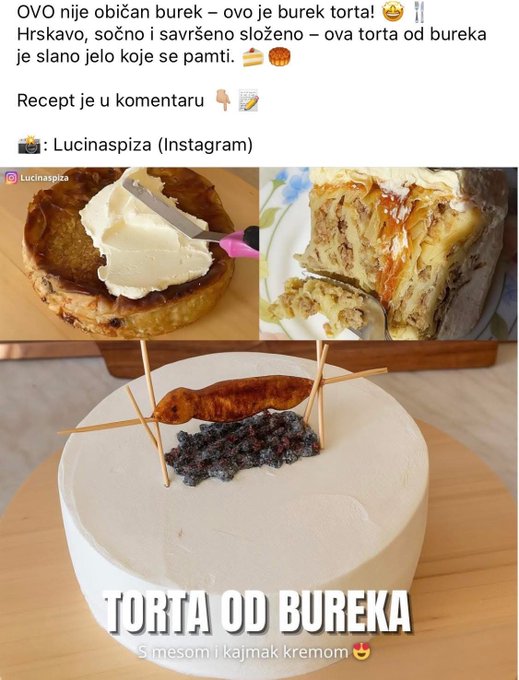 OVO nije običan burek – ovo je burek torta! 🤩 🍴
Hrskavo, sočno i savršeno složeno – ova torta od bureka
je slano jelo koje se pamti. 🍰🥮
Recept je u komentaru 👇🏼📝
📸: Lucinaspiza (Instagram)
Lucinaspiza
TORTA OD BUREKA
S mesom i kajmak kremom 😍